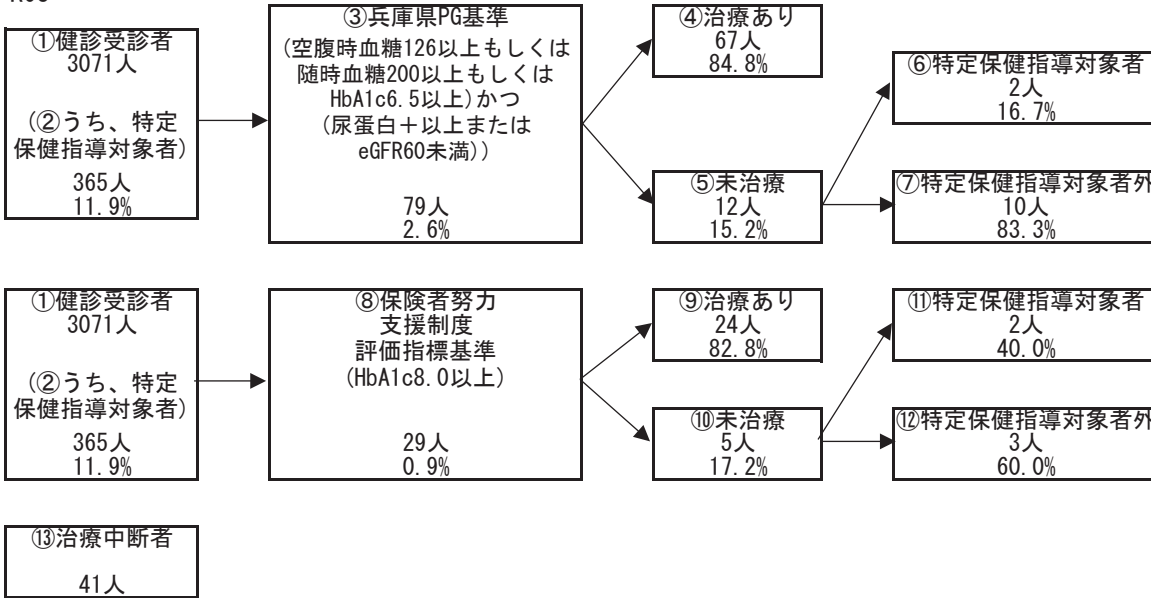 ①健診受診者
3071人
(②うち、特定
保健指導対象者)
365人
11.9%
③兵庫県PG基準
(空腹時血糖126以上もしくは
随時血糖200以上もしくは
HbA1c6.5以上)かつ
(尿蛋白＋以上または
eGFR60未満))
79人
2.6%
④治療あり
67人
84.8%
⑤未治療
12人
15.2%
⑥特定保健指導対象者
2人
16.7%
⑦特定保健指導対象者外
10人
83.3%
①健診受診者
3071人
(②うち、特定
保健指導対象者)
365人
11.9%
⑧保険者努力
支援制度
評価指標基準
(HbA1c8.0以上)
29人
0.9%
⑨治療あり
24人
82.8%
⑩未治療
5人
17.2%
⑪特定保健指導対象者
2人
40.0%
⑫特定保健指導対象者外
3人
60.0%
⑬治療中断者
41人